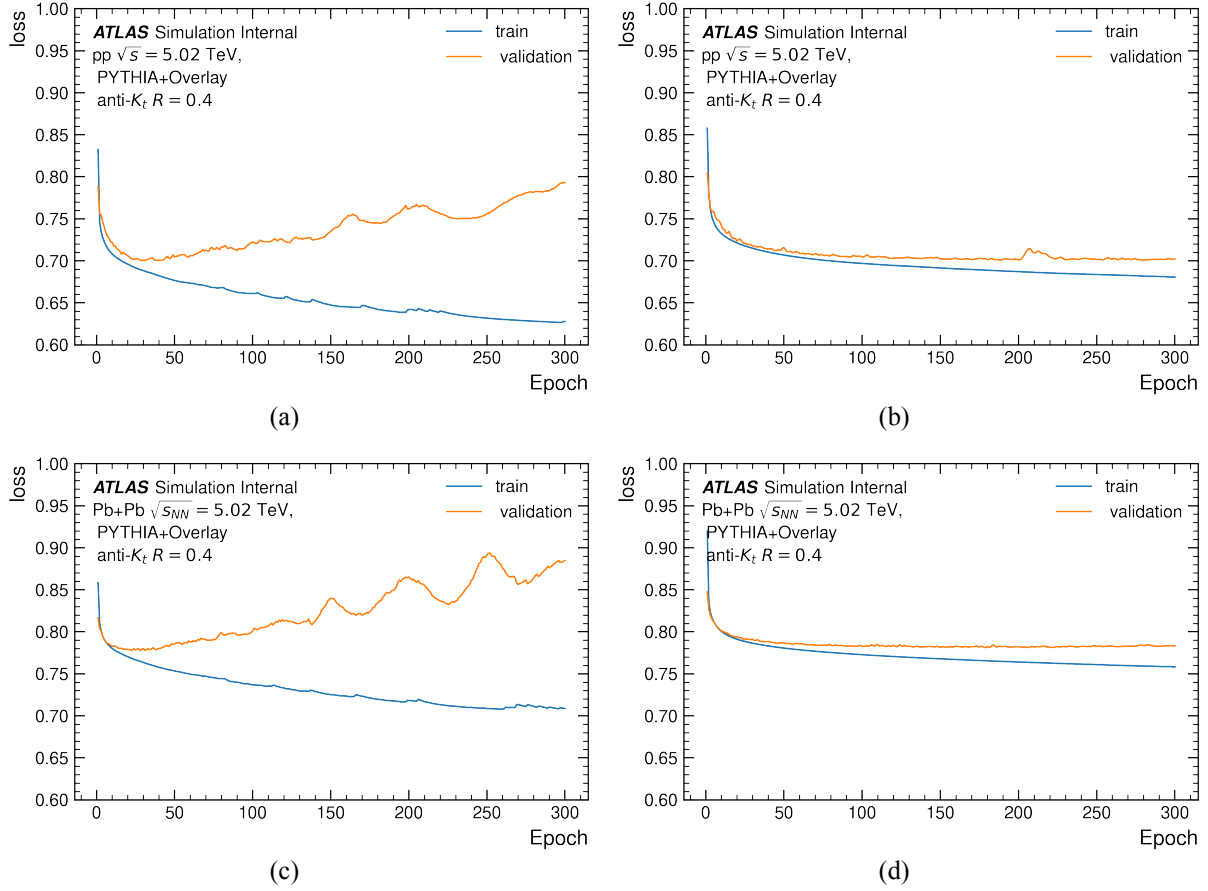 loss
1.00
0.95
0.90
0.85
0.80
0.75
0.70
0.65
0.60
ATLAS Simulation Internal
pp √s = 5.02 TeV,
PYTHIA+Overlay
anti-Kₜ R = 0.4
train
validation
0 50 100 150 200 250 300
Epoch
(a)
loss
1.00
0.95
0.90
0.85
0.80
0.75
0.70
0.65
0.60
ATLAS Simulation Internal
pp √s = 5.02 TeV,
PYTHIA+Overlay
anti-Kₜ R = 0.4
train
validation
0 50 100 150 200 250 300
Epoch
(b)
loss
1.00
0.95
0.90
0.85
0.80
0.75
0.70
0.65
0.60
ATLAS Simulation Internal
Pb+Pb √s_NN = 5.02 TeV,
PYTHIA+Overlay
anti-Kₜ R = 0.4
train
validation
0 50 100 150 200 250 300
Epoch
(c)
loss
1.00
0.95
0.90
0.85
0.80
0.75
0.70
0.65
0.60
ATLAS Simulation Internal
Pb+Pb √s_NN = 5.02 TeV,
PYTHIA+Overlay
anti-Kₜ R = 0.4
train
validation
0 50 100 150 200 250 300
Epoch
(d)